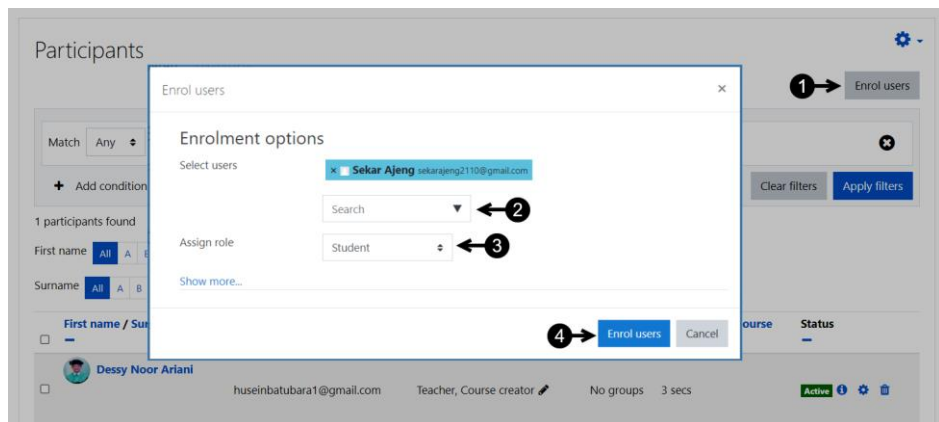 Participants
1
Enrol users
Enrol users
×
Match Any
Enrolment options
Select users
× Sekar Ajeng sekarajeng2110@gmail.com
+ Add condition
Clear filters
Apply filters
Search
2
1 participants found
First name All A
Assign role
Student
3
Surname All A B
Show more...
4
Enrol users
Cancel
First name / Sur
ourse
Status
Dessy Noor Ariani
huseinbatubara1@gmail.com
Teacher, Course creator
No groups
3 secs
Active